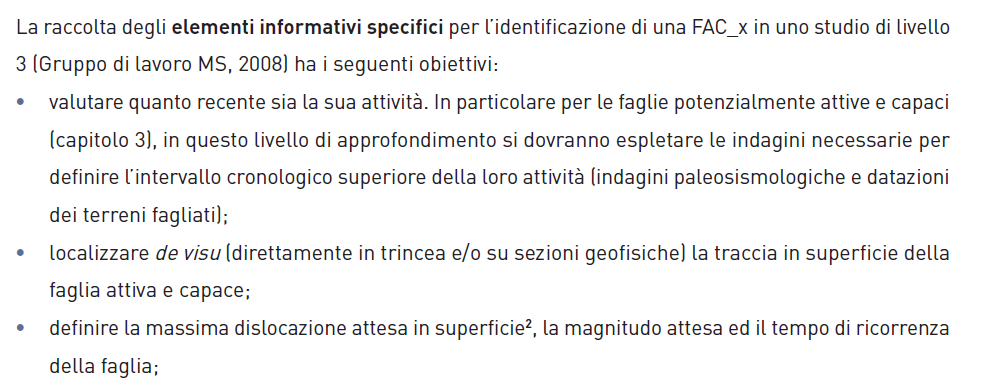 La raccolta degli elementi informativi specifici per l'identificazione di una FAC_x in uno studio di livello
3 (Gruppo di lavoro MS, 2008) ha i seguenti obiettivi:
• valutare quanto recente sia la sua attività. In particolare per le faglie potenzialmente attive e capaci
(capitolo 3), in questo livello di approfondimento si dovranno espletare le indagini necessarie per
definire l'intervallo cronologico superiore della loro attività (indagini paleosismologiche e datazioni
dei terreni fagliati);
• localizzare de visu (direttamente in trincea e/o su sezioni geofisiche) la traccia in superficie della
faglia attiva e capace;
• definire la massima dislocazione attesa in superficie², la magnitudo attesa ed il tempo di ricorrenza
della faglia;